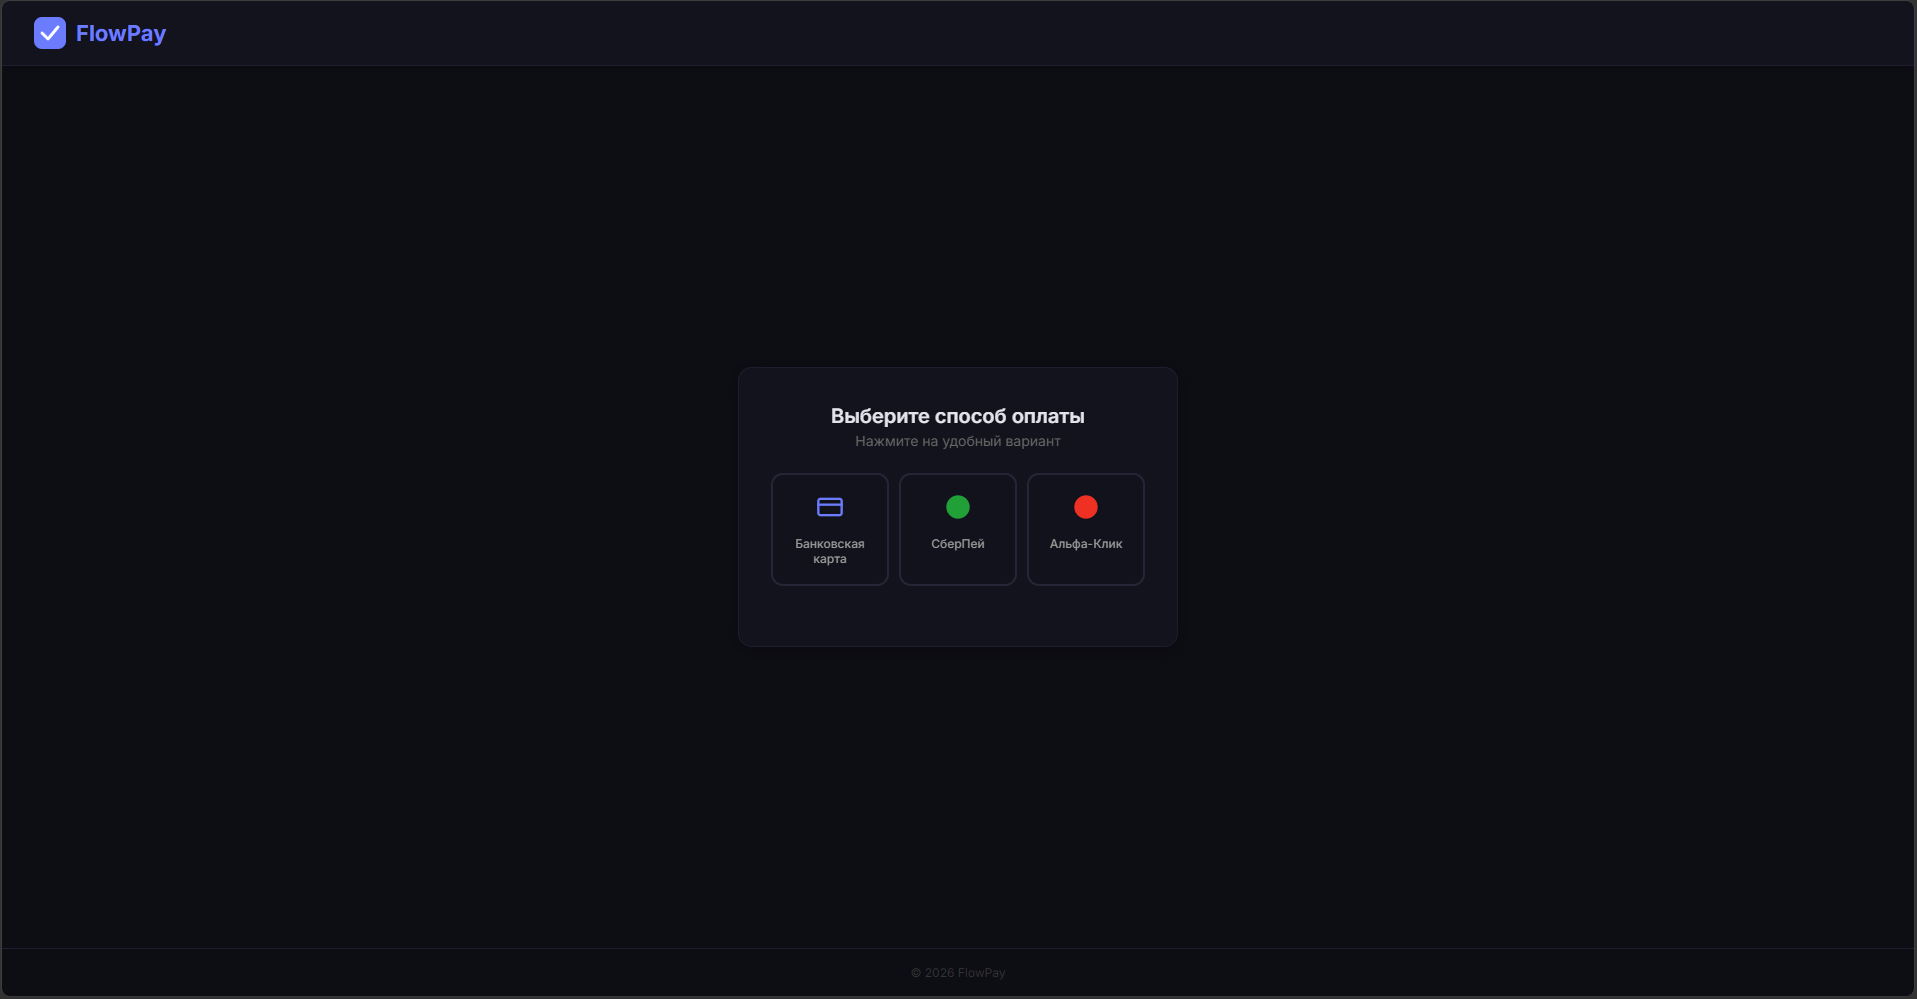 FlowPay
Выберите способ оплаты
Нажмите на удобный вариант
Банковская
карта
СберПей
Альфа-Клик
© 2026 FlowPay